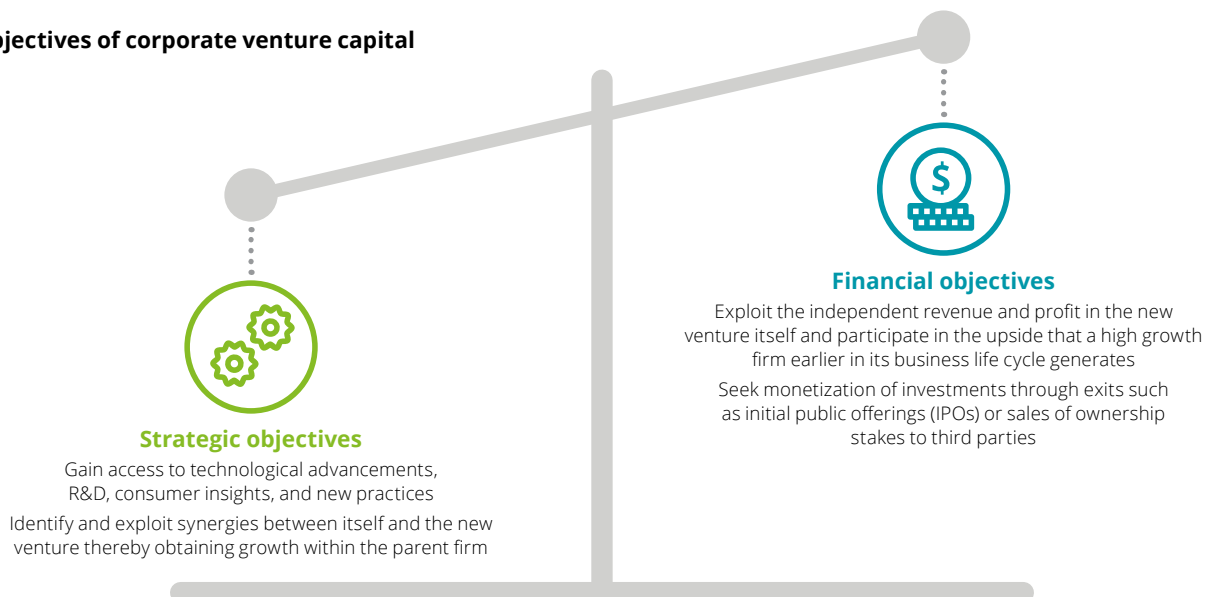 bjectives of corporate venture capital
$
Financial objectives
Exploit the independent revenue and profit in the new
venture itself and participate in the upside that a high growth
firm earlier in its business life cycle generates
Seek monetization of investments through exits such
as initial public offerings (IPOs) or sales of ownership
stakes to third parties
Strategic objectives
Gain access to technological advancements,
R&D, consumer insights, and new practices
Identify and exploit synergies between itself and the new
venture thereby obtaining growth within the parent firm